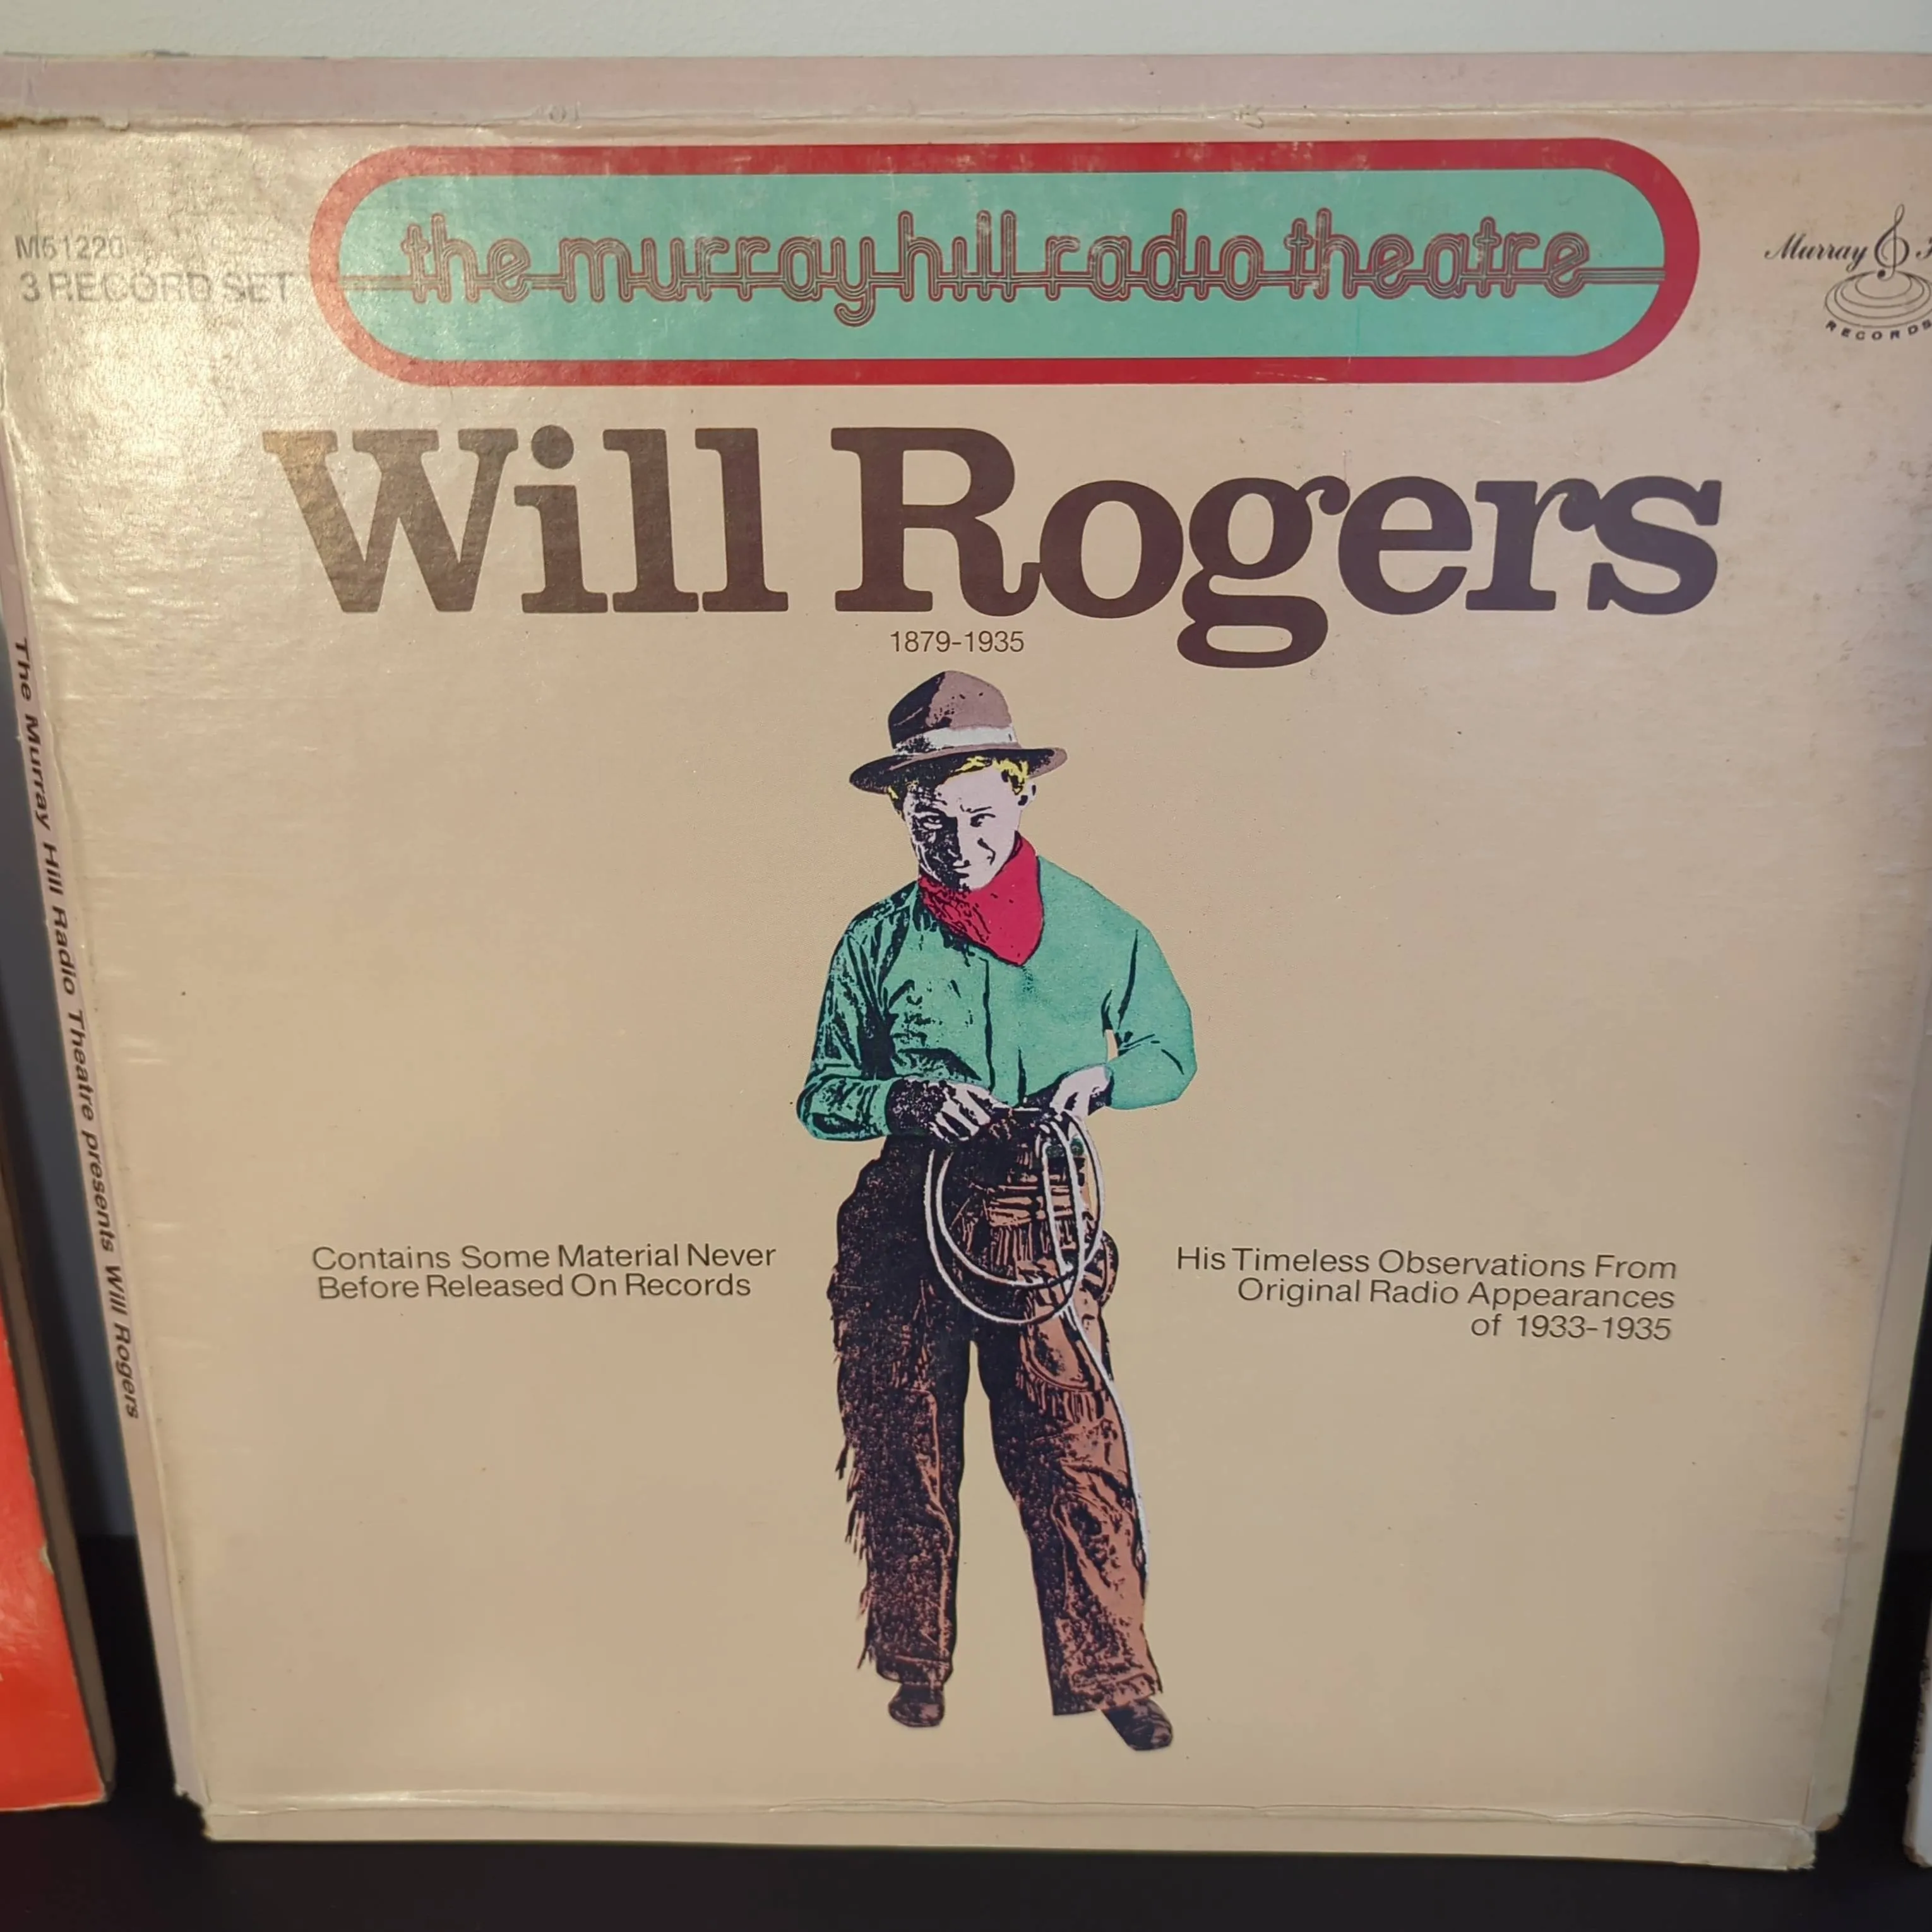 the murray hill radio theatre
M51220
3 RECORD SET
Murray
RECORDS
Will Rogers
1879-1935
Contains Some Material Never
Before Released On Records
His Timeless Observations From
Original Radio Appearances
of 1933-1935
The Murray Hill Radio Theatre presents Will Rogers